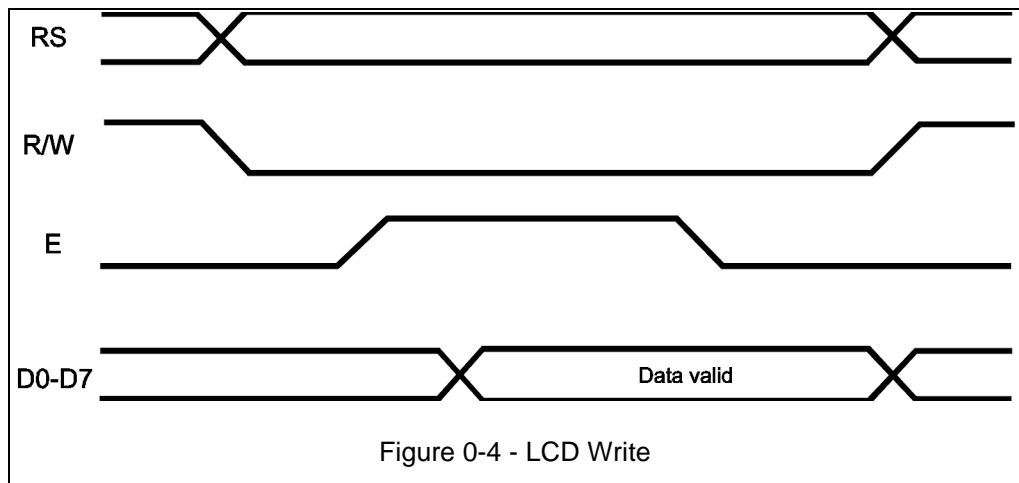 RS
R/W
E
D0-D7
Data valid
Figure 0-4 - LCD Write